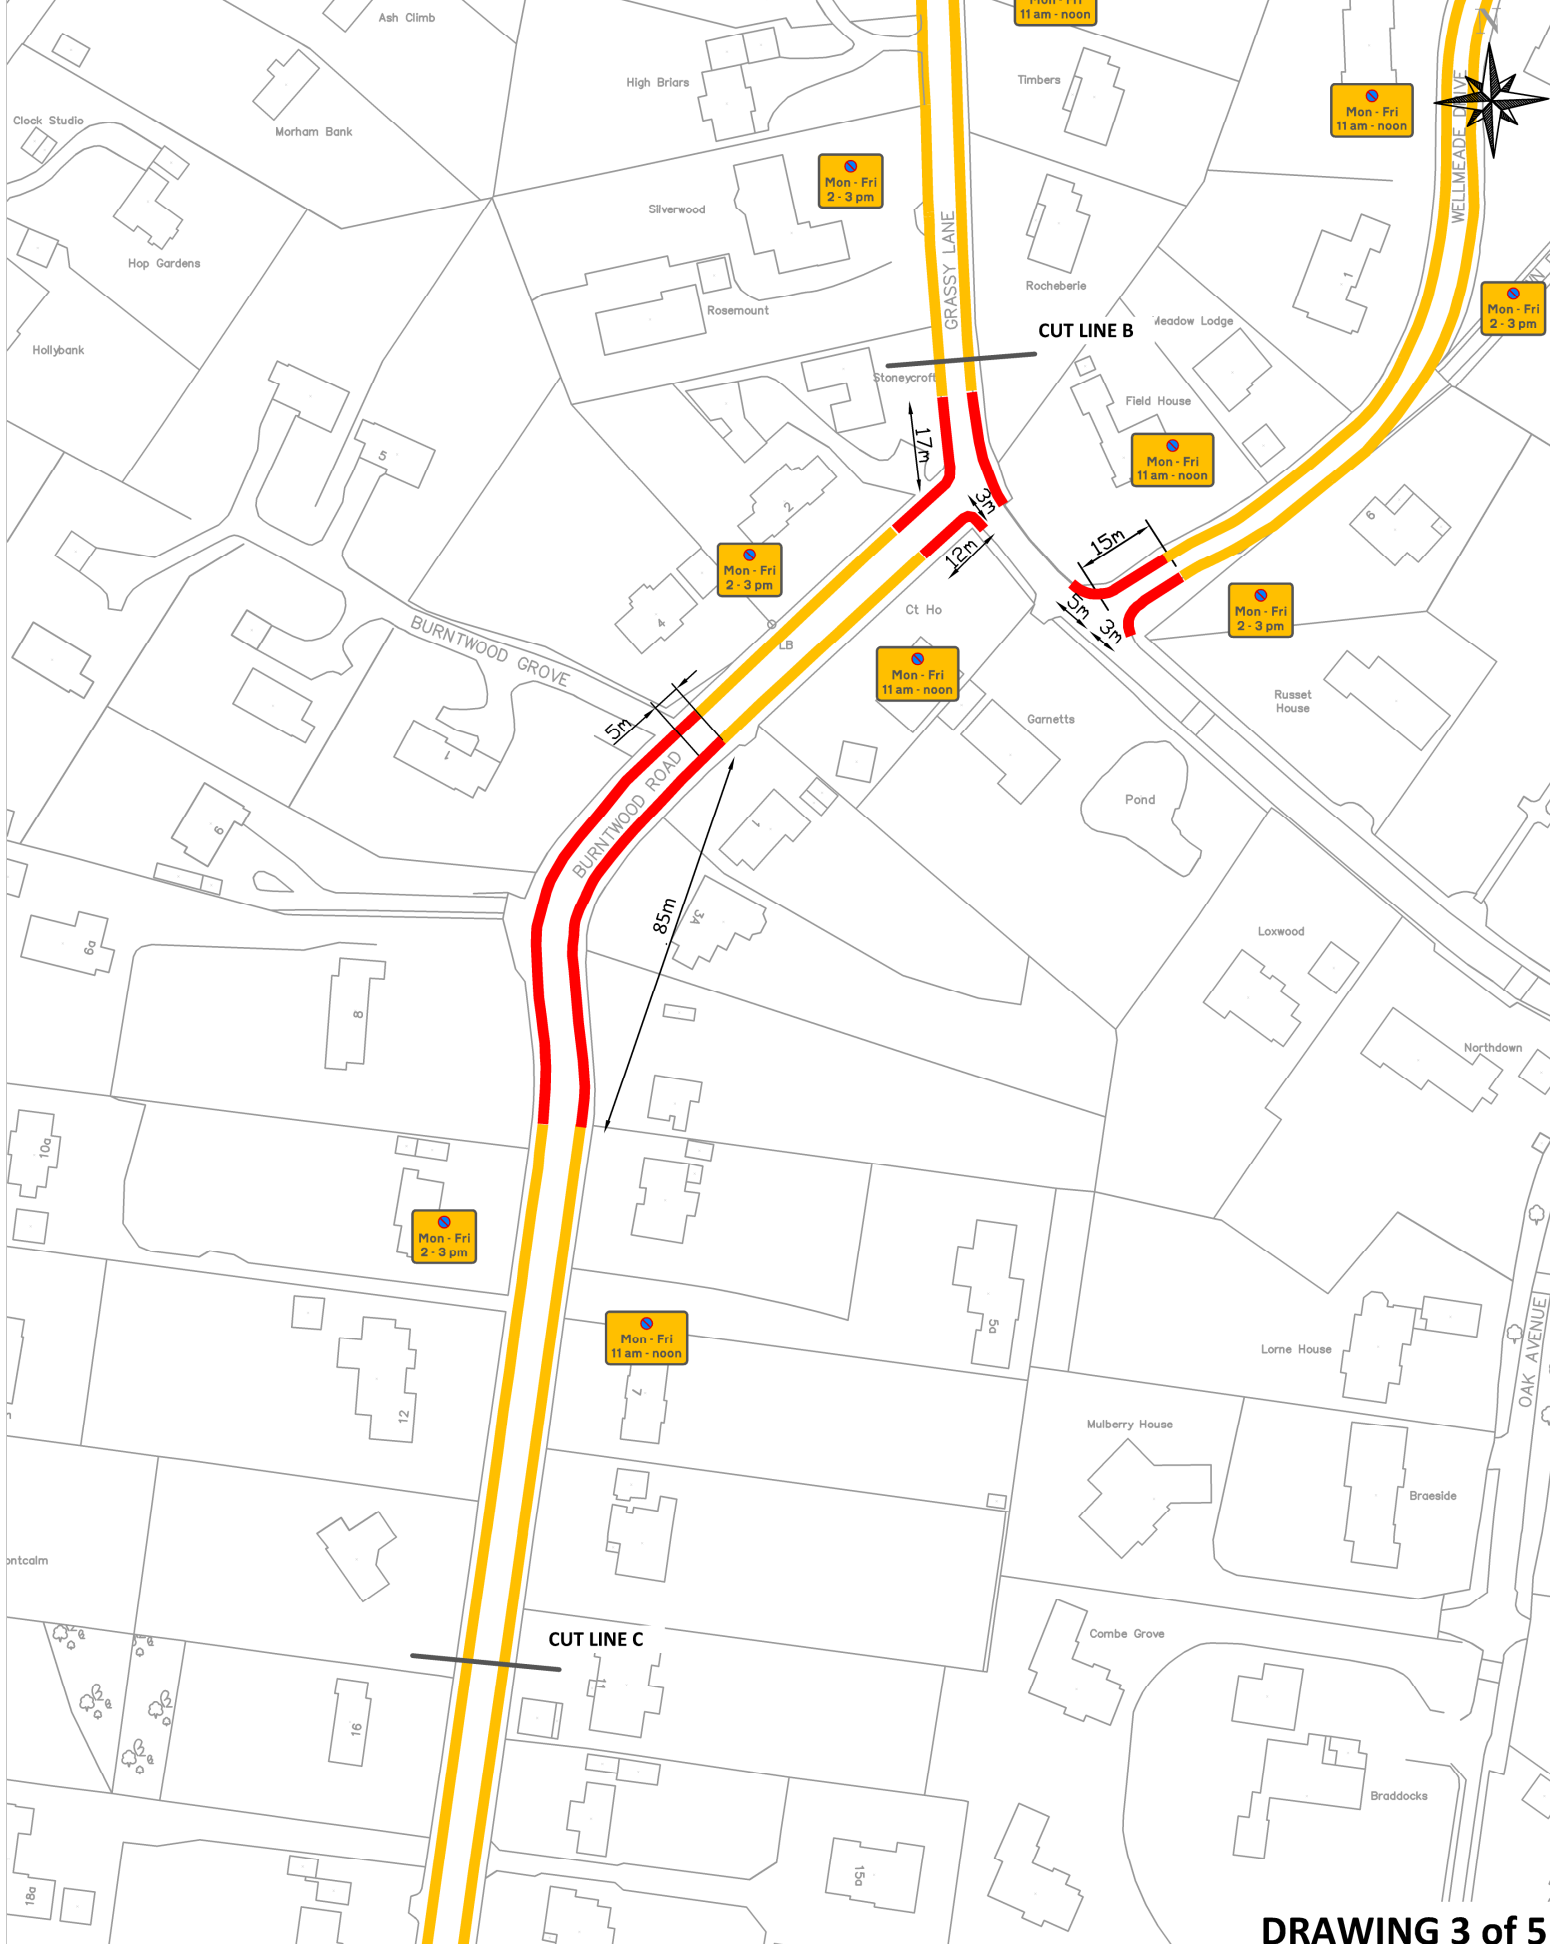 Mon - Fri
11 am - noon
Ash Climb
N
High Briars
Timbers
Mon - Fri
11 am - noon
Clock Studio
Morham Bank
WELLMEADE DRIVE
Mon - Fri
2 - 3 pm
Silverwood
GRASSY LANE
Hop Gardens
Rocheberie
1
Mon - Fri
2 - 3 pm
Rosemount
Meadow Lodge
CUT LINE B
Hollybank
Stoneycroft
Field House
17m
Mon - Fri
11 am - noon
5
2
3m
6
15m
12m
Mon - Fri
2 - 3 pm
5m
3m
Mon - Fri
2 - 3 pm
Ct Ho
4
BURNTWOOD GROVE
LB
Mon - Fri
11 am - noon
Russet
House
5m
Garnetts
1
BURNTWOOD ROAD
Pond
1
9
85m
3A
6a
Loxwood
8
Northdown
10a
Mon - Fri
2 - 3 pm
Mon - Fri
11 am - noon
5a
Lorne House
OAK AVENUE
7
12
Mulberry House
Braeside
ontcalm
CUT LINE C
Combe Grove
11
16
Braddocks
15a
18a
DRAWING 3 of 5